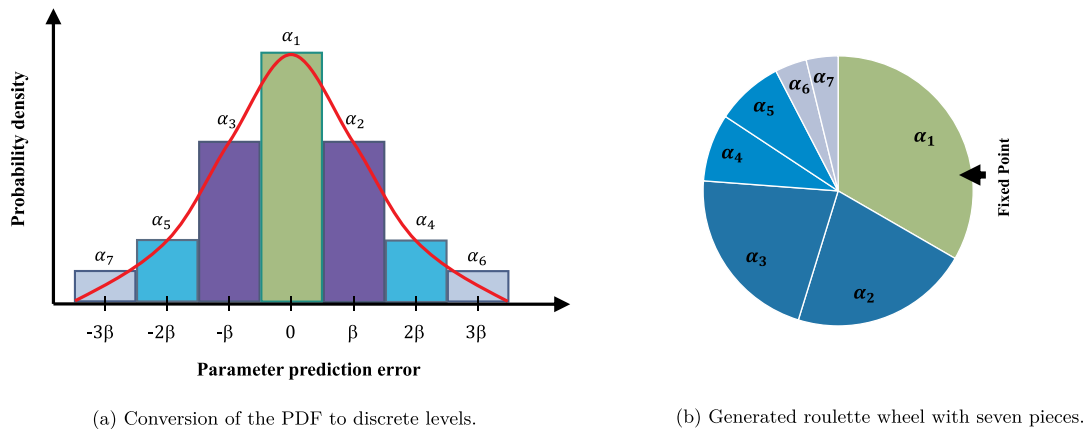 Probability density
α₁
α₃
α₂
α₅
α₄
α₇
α₆
-3β -2β -β 0 β 2β 3β
Parameter prediction error
(a) Conversion of the PDF to discrete levels.
α₆ α₇
α₅
α₁
α₄
α₃
α₂
Fixed Point
(b) Generated roulette wheel with seven pieces.